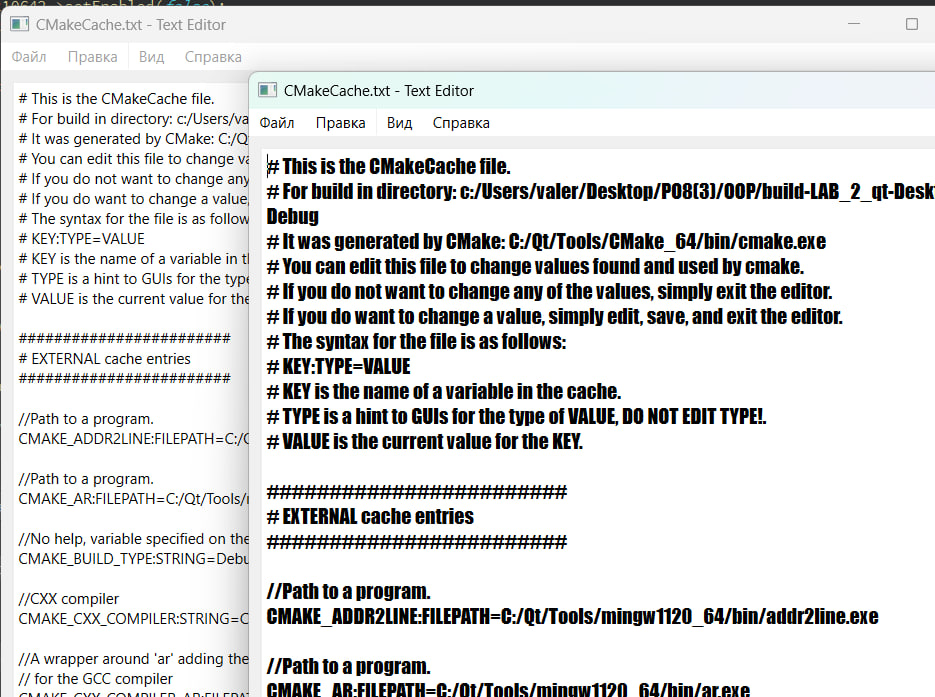 CMakeCache.txt - Text Editor
Файл Правка Вид Справка
# This is the CMakeCache file.
# For build in directory: c:/Users/va
# It was generated by CMake: C:/Q
# You can edit this file to change va
# If you do not want to change any
# If you do want to change a value,
# The syntax for the file is as follow
# KEY:TYPE=VALUE
# KEY is the name of a variable in t
# TYPE is a hint to GUIs for the type
# VALUE is the current value for the
########################
# EXTERNAL cache entries
########################
//Path to a program.
CMAKE_ADDR2LINE:FILEPATH=C:/
//Path to a program.
CMAKE_AR:FILEPATH=C:/Qt/Tools/
//No help, variable specified on the
CMAKE_BUILD_TYPE:STRING=Debu
//CXX compiler
CMAKE_CXX_COMPILER:STRING=C
//A wrapper around 'ar' adding the
// for the GCC compiler
CMAKE_CXX_COMPILER_AR:FILEPA
CMakeCache.txt - Text Editor
Файл Правка Вид Справка
# This is the CMakeCache file.
# For build in directory: c:/Users/valer/Desktop/PO8(3)/OOP/build-LAB_2_qt-Deskt
Debug
# It was generated by CMake: C:/Qt/Tools/CMake_64/bin/cmake.exe
# You can edit this file to change values found and used by cmake.
# If you do not want to change any of the values, simply exit the editor.
# If you do want to change a value, simply edit, save, and exit the editor.
# The syntax for the file is as follows:
# KEY:TYPE=VALUE
# KEY is the name of a variable in the cache.
# TYPE is a hint to GUIs for the type of VALUE, DO NOT EDIT TYPE!.
# VALUE is the current value for the KEY.
########################
# EXTERNAL cache entries
########################
//Path to a program.
CMAKE_ADDR2LINE:FILEPATH=C:/Qt/Tools/mingw1120_64/bin/addr2line.exe
//Path to a program.
CMAKE_AR:FILEPATH=C:/Qt/Tools/mingw1120_64/bin/ar.exe